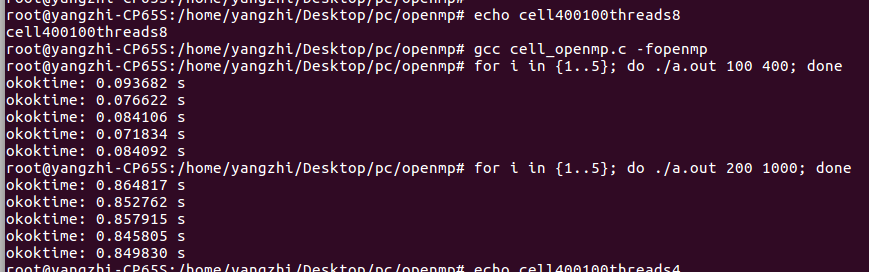 root@yangzhi-CP65S:/home/yangzhi/Desktop/pc/openmp# echo cell400100threads8
cell400100threads8
root@yangzhi-CP65S:/home/yangzhi/Desktop/pc/openmp# gcc cell_openmp.c -fopenmp
root@yangzhi-CP65S:/home/yangzhi/Desktop/pc/openmp# for i in {1..5}; do ./a.out 100 400; done
okoktime: 0.093682 s
okoktime: 0.076622 s
okoktime: 0.084106 s
okoktime: 0.071834 s
okoktime: 0.084092 s
root@yangzhi-CP65S:/home/yangzhi/Desktop/pc/openmp# for i in {1..5}; do ./a.out 200 1000; done
okoktime: 0.864817 s
okoktime: 0.852762 s
okoktime: 0.857915 s
okoktime: 0.845805 s
okoktime: 0.849830 s
root@yangzhi-CP65S:/home/yangzhi/Desktop/pc/openmp# echo cell400100threads4